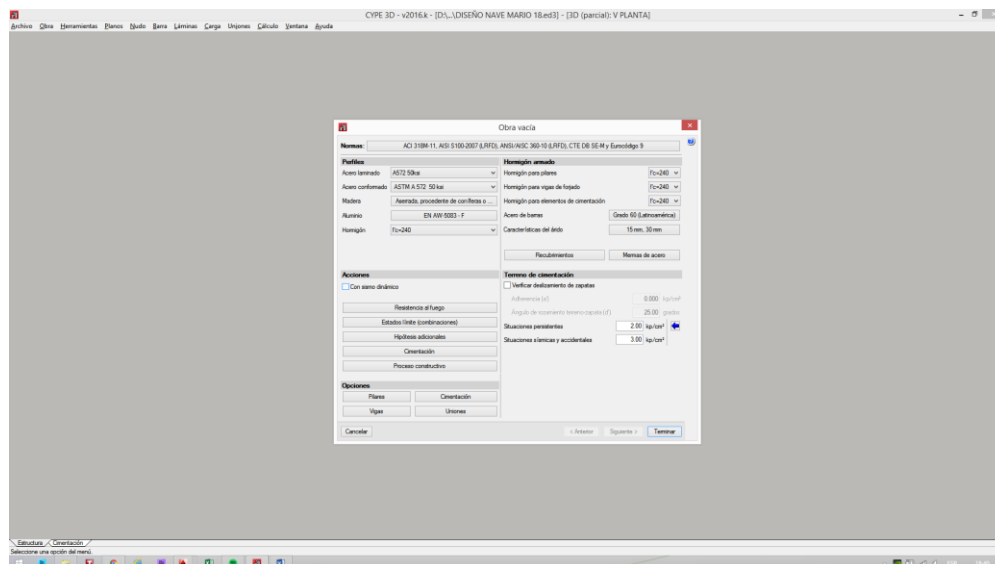 CYPE 3D - v2016.k - [D:\...\DISEÑO NAVE MARIO 18.ed3] - [3D (parcial): V PLANTA]
Archivo Obra Herramientas Planos Nudo Barra Láminas Carga Uniones Cálculo Ventana Ayuda
Obra vacía
Normas: ACI 318M-11, AISI S100-2007 (LRFD), ANSI/AISC 360-10 (LRFD), CTE DB SE-M y Eurocódigo 9
Perfiles
Acero laminado A572 50ksi
Acero conformado ASTM A 572 50 ksi
Madera Aserrada, procedente de coníferas o ...
Aluminio EN AW-5083 - F
Hormigón f'c=240
Hormigón armado
Hormigón para pilares f'c=240
Hormigón para vigas de forjado f'c=240
Hormigón para elementos de cimentación f'c=240
Acero de barras Grado 60 (Latinoamérica)
Características del árido 15 mm, 30 mm
Recubrimientos Mermas de acero
Acciones
Con sismo dinámico
Resistencia al fuego
Estados límite (combinaciones)
Hipótesis adicionales
Cimentación
Proceso constructivo
Terreno de cimentación
Verificar deslizamiento de zapatas
Adherencia (a') 0.000 kp/cm²
Ángulo de rozamiento terreno-zapata (d') 25.00 grados
Situaciones persistentes 2.00 kp/cm²
Situaciones sísmicas y accidentales 3.00 kp/cm²
Opciones
Pilares Cimentación
Vigas Uniones
Cancelar < Anterior Siguiente > Terminar
Estructura Cimentación
Seleccione una opción del menú.